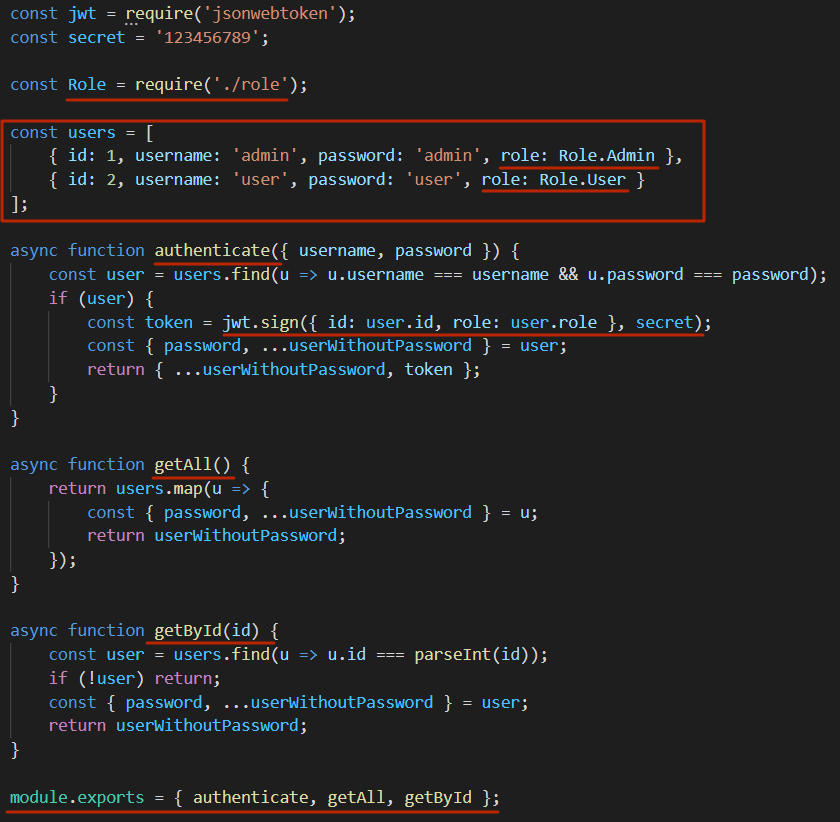 const jwt = require('jsonwebtoken');
const secret = '123456789';

const Role = require('./role');

const users = [
    { id: 1, username: 'admin', password: 'admin', role: Role.Admin },
    { id: 2, username: 'user', password: 'user', role: Role.User }
];

async function authenticate({ username, password }) {
    const user = users.find(u => u.username === username && u.password === password);
    if (user) {
        const token = jwt.sign({ id: user.id, role: user.role }, secret);
        const { password, ...userWithoutPassword } = user;
        return { ...userWithoutPassword, token };
    }
}

async function getAll() {
    return users.map(u => {
        const { password, ...userWithoutPassword } = u;
        return userWithoutPassword;
    });
}

async function getById(id) {
    const user = users.find(u => u.id === parseInt(id));
    if (!user) return;
    const { password, ...userWithoutPassword } = user;
    return userWithoutPassword;
}

module.exports = { authenticate, getAll, getById };